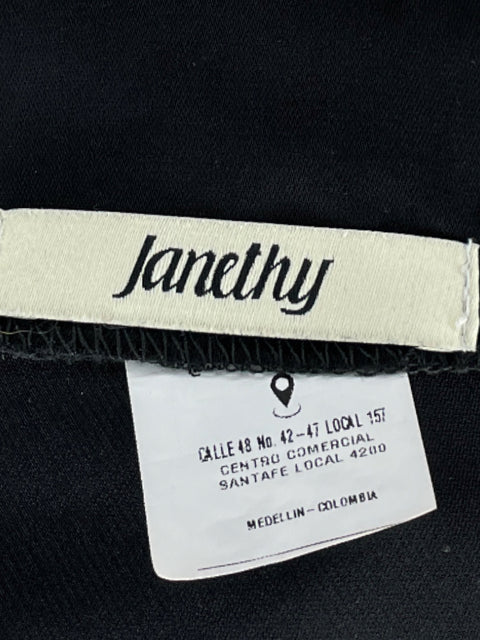 Janethy
CALLE 48 No. 42-47 LOCAL 157
CENTRO COMERCIAL
SANTAFE LOCAL 4200
MEDELLIN-COLOMBIA